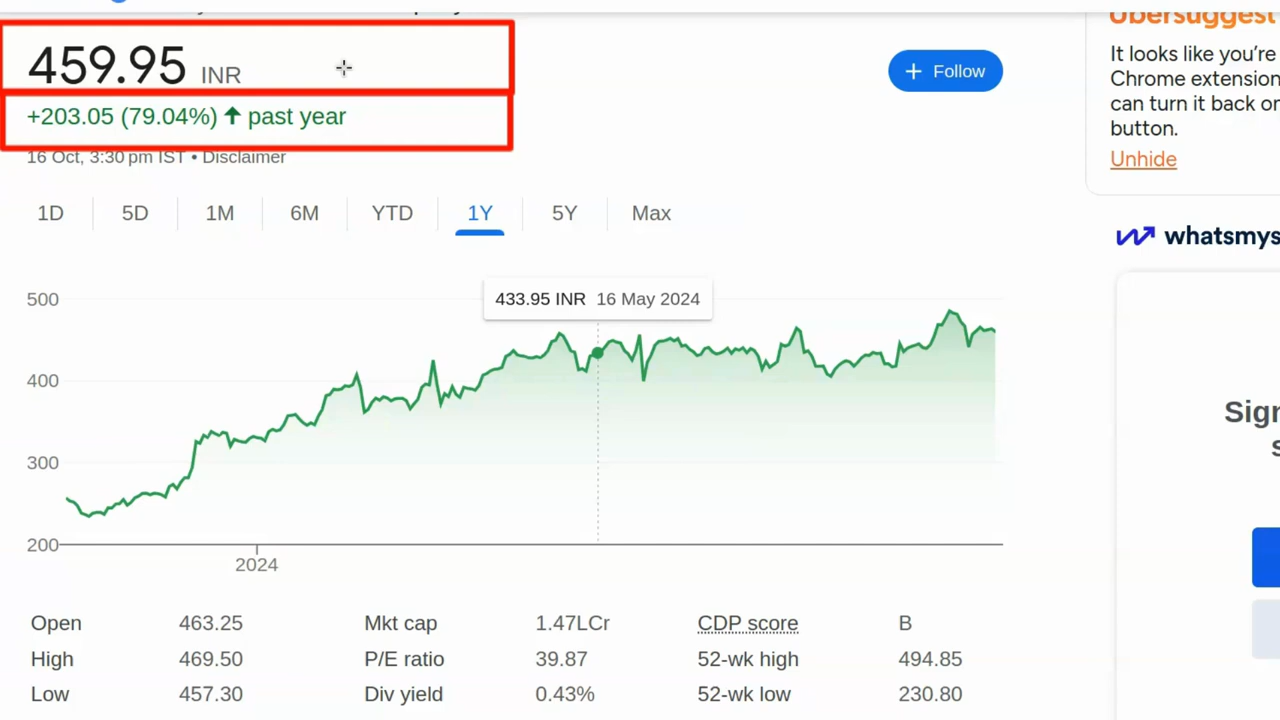 459.95 INR
+203.05 (79.04%) ↑ past year
16 Oct, 3:30 pm IST • Disclaimer
+ Follow
1D 5D 1M 6M YTD 1Y 5Y Max
433.95 INR 16 May 2024
500
400
300
200
2024
Open 463.25 Mkt cap 1.47LCr CDP score B
High 469.50 P/E ratio 39.87 52-wk high 494.85
Low 457.30 Div yield 0.43% 52-wk low 230.80
Ubersuggest
It looks like you're
Chrome extension
can turn it back or
button.
Unhide
whatsmys
Sign
s